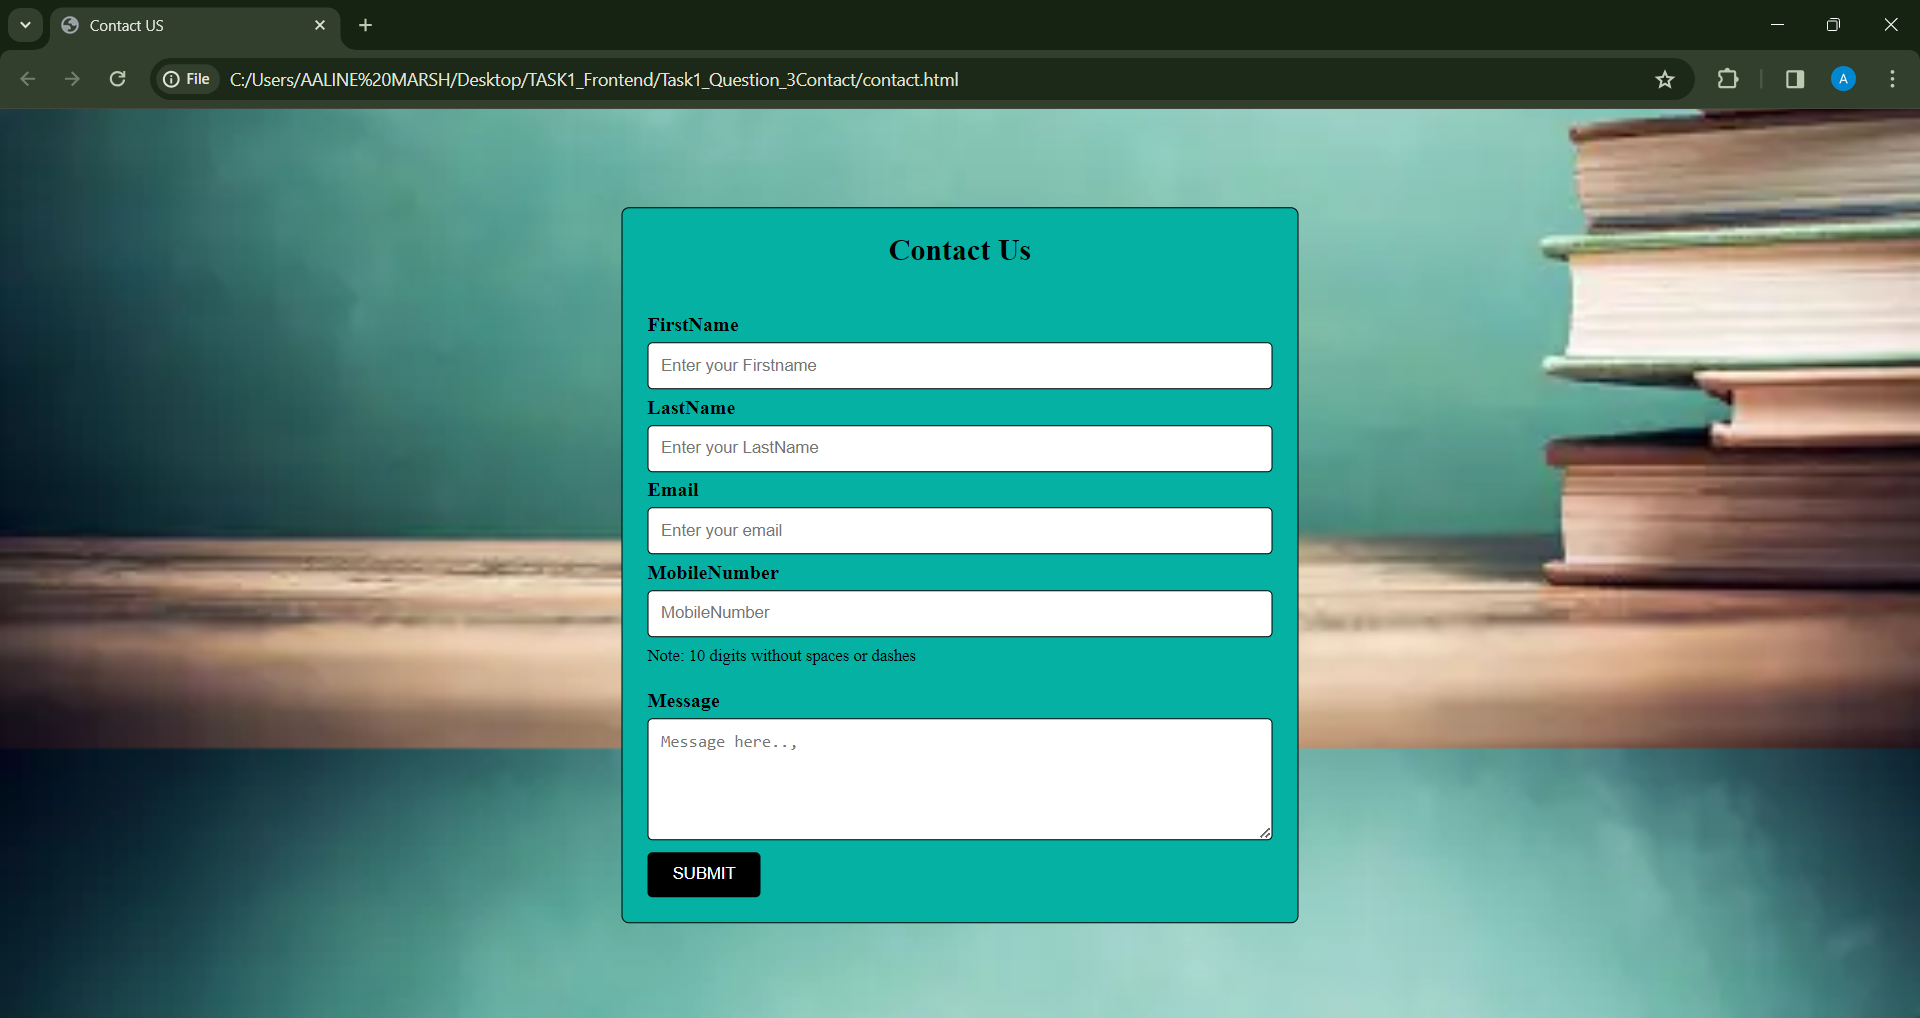 Contact US
File
C:/Users/AALINE%20MARSH/Desktop/TASK1_Frontend/Task1_Question_3Contact/contact.html
A
Contact Us
FirstName
Enter your Firstname
LastName
Enter your LastName
Email
Enter your email
MobileNumber
MobileNumber
Note: 10 digits without spaces or dashes
Message
Message here..,
SUBMIT